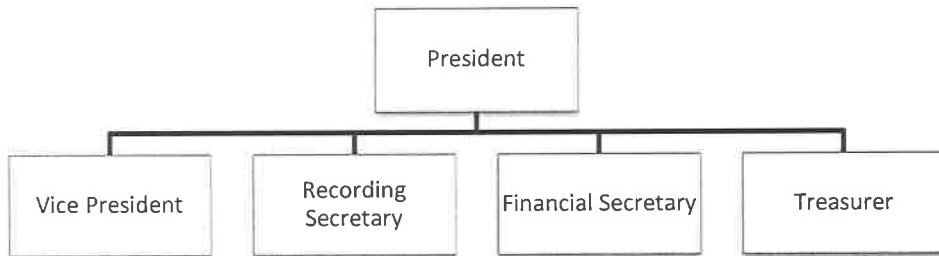 President
Vice President
Recording
Secretary
Financial Secretary
Treasurer